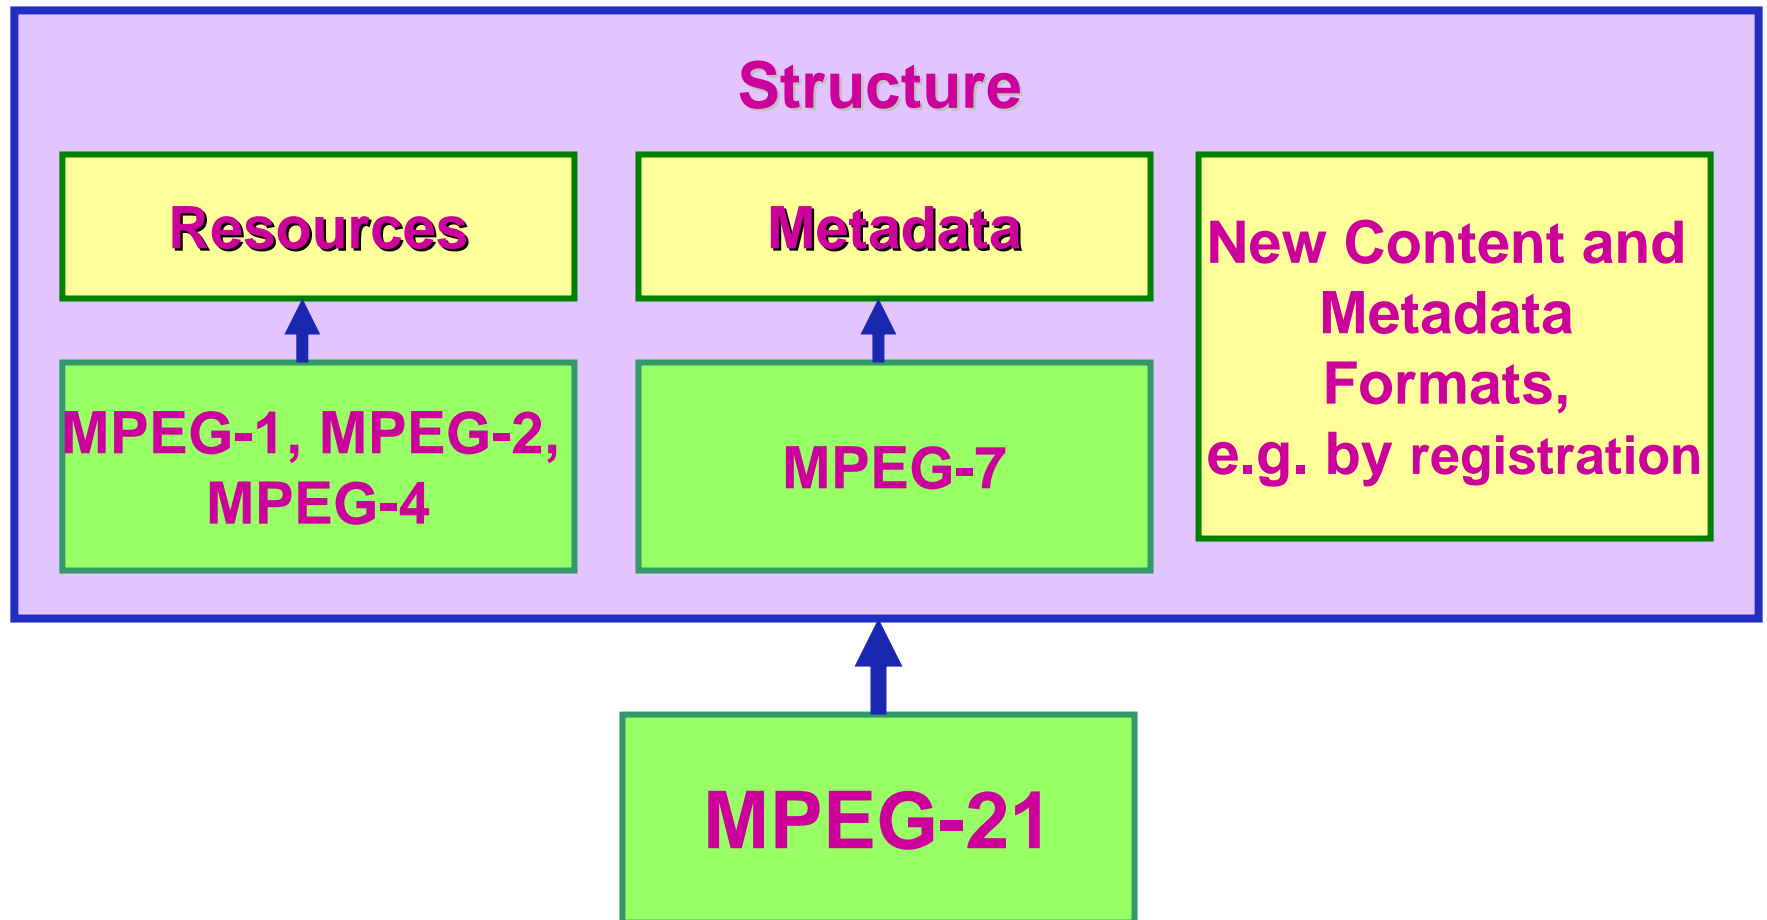 Structure
Resources
Metadata
New Content and
Metadata
Formats,
e.g. by registration
MPEG-1, MPEG-2,
MPEG-4
MPEG-7
MPEG-21